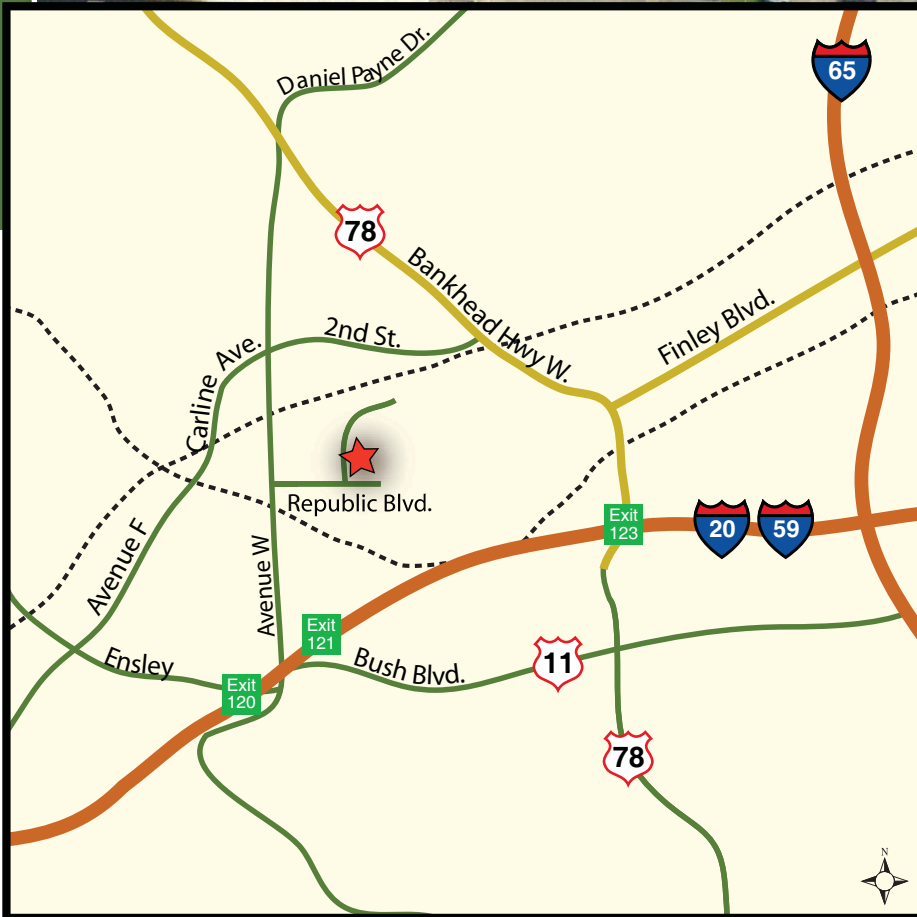 Daniel Payne Dr.
65
78
Bankhead Hwy W.
Finley Blvd.
2nd St.
Carline Ave.
Republic Blvd.
Exit
123
20
59
Avenue F
Avenue W
Exit
121
Ensley
Bush Blvd.
11
Exit
120
78
N